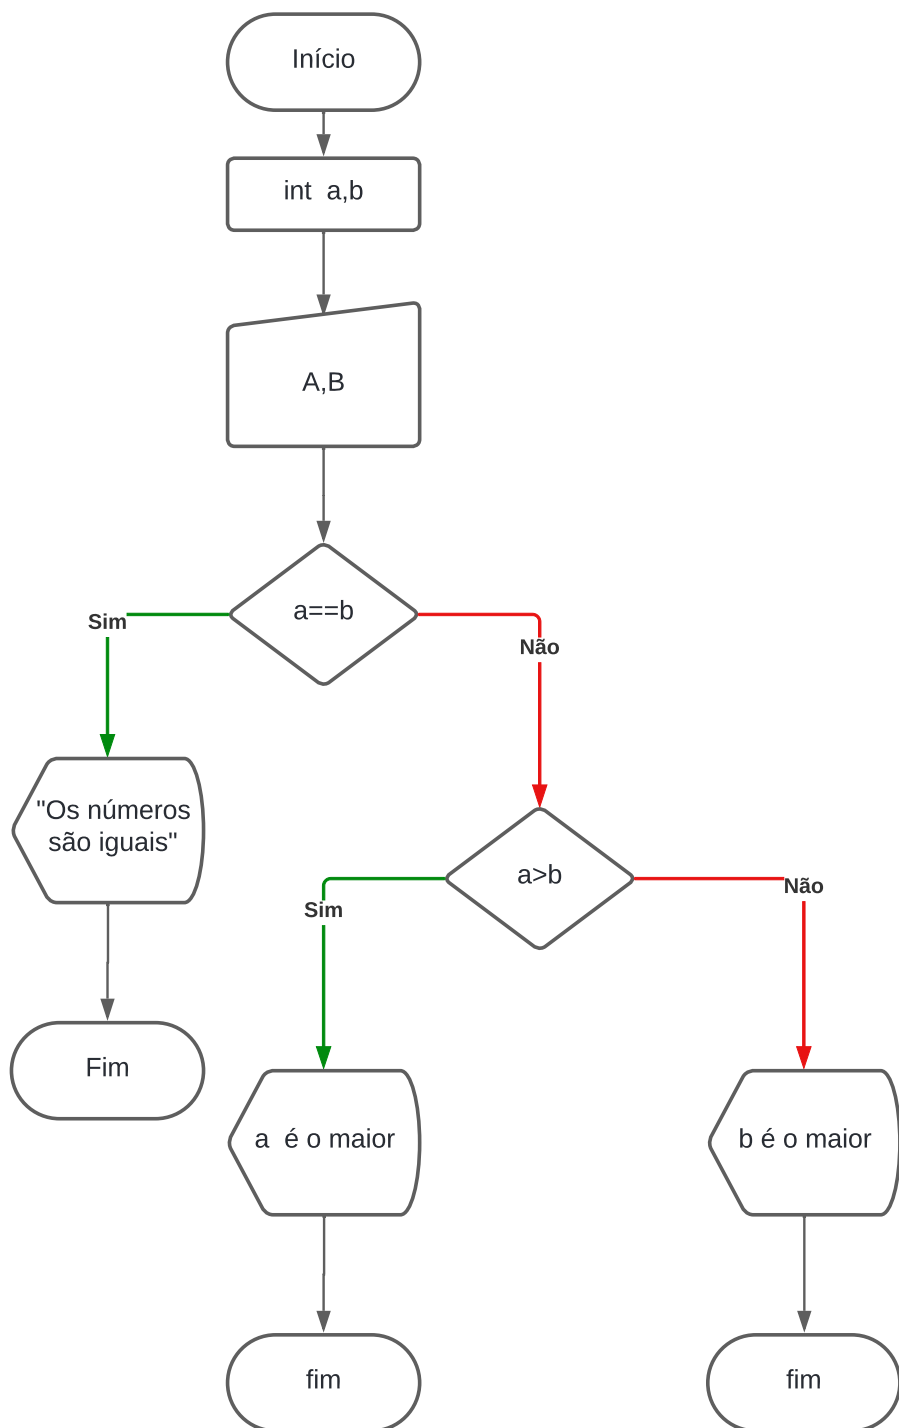 Início
int  a,b
A,B
a==b
Sim
Não
"Os números
são iguais"
a>b
Sim
Não
Fim
a  é o maior
b é o maior
fim
fim